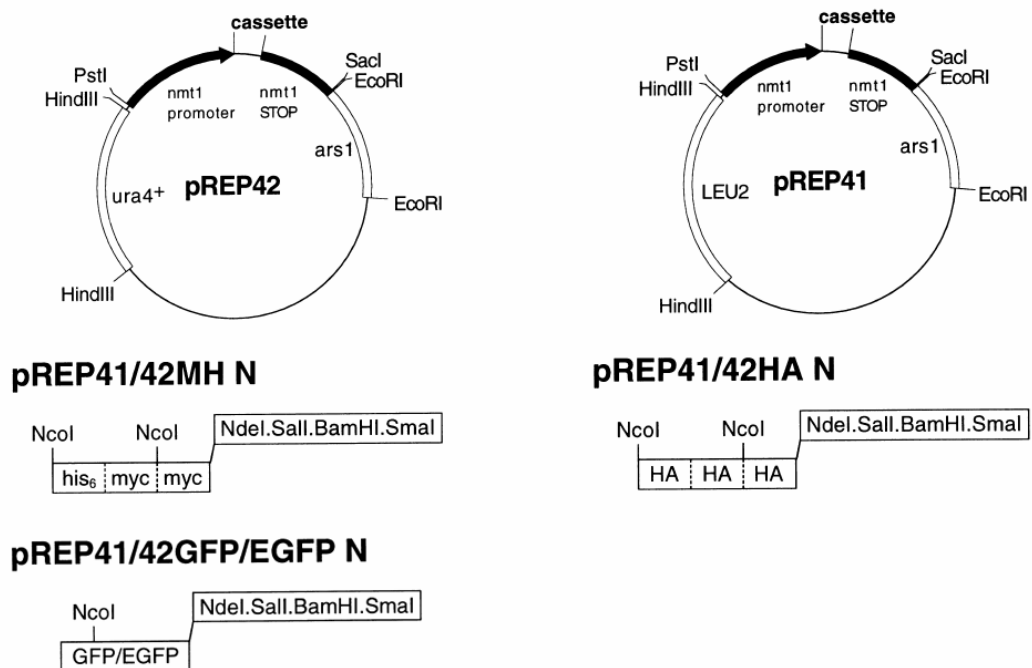 cassette
PstI
HindIII
nmt1
promoter
nmt1
STOP
SacI
EcoRI
ars1
ura4+
pREP42
EcoRI
HindIII
cassette
PstI
HindIII
nmt1
promoter
nmt1
STOP
SacI
EcoRI
ars1
LEU2
pREP41
EcoRI
HindIII
pREP41/42MH N
NcoI NcoI NdeI.SalI.BamHI.SmaI
his6 myc myc
pREP41/42HA N
NcoI NcoI NdeI.SalI.BamHI.SmaI
HA HA HA
pREP41/42GFP/EGFP N
NcoI NdeI.SalI.BamHI.SmaI
GFP/EGFP